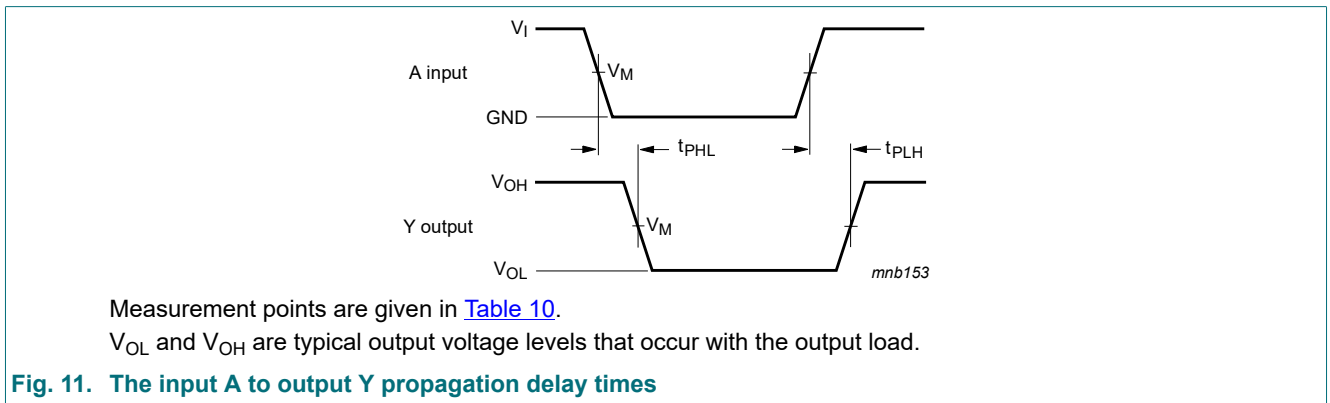 VI
A input
VM
GND
tPHL
tPLH
VOH
Y output
VM
VOL
mnb153
Measurement points are given in Table 10.
VOL and VOH are typical output voltage levels that occur with the output load.
Fig. 11. The input A to output Y propagation delay times